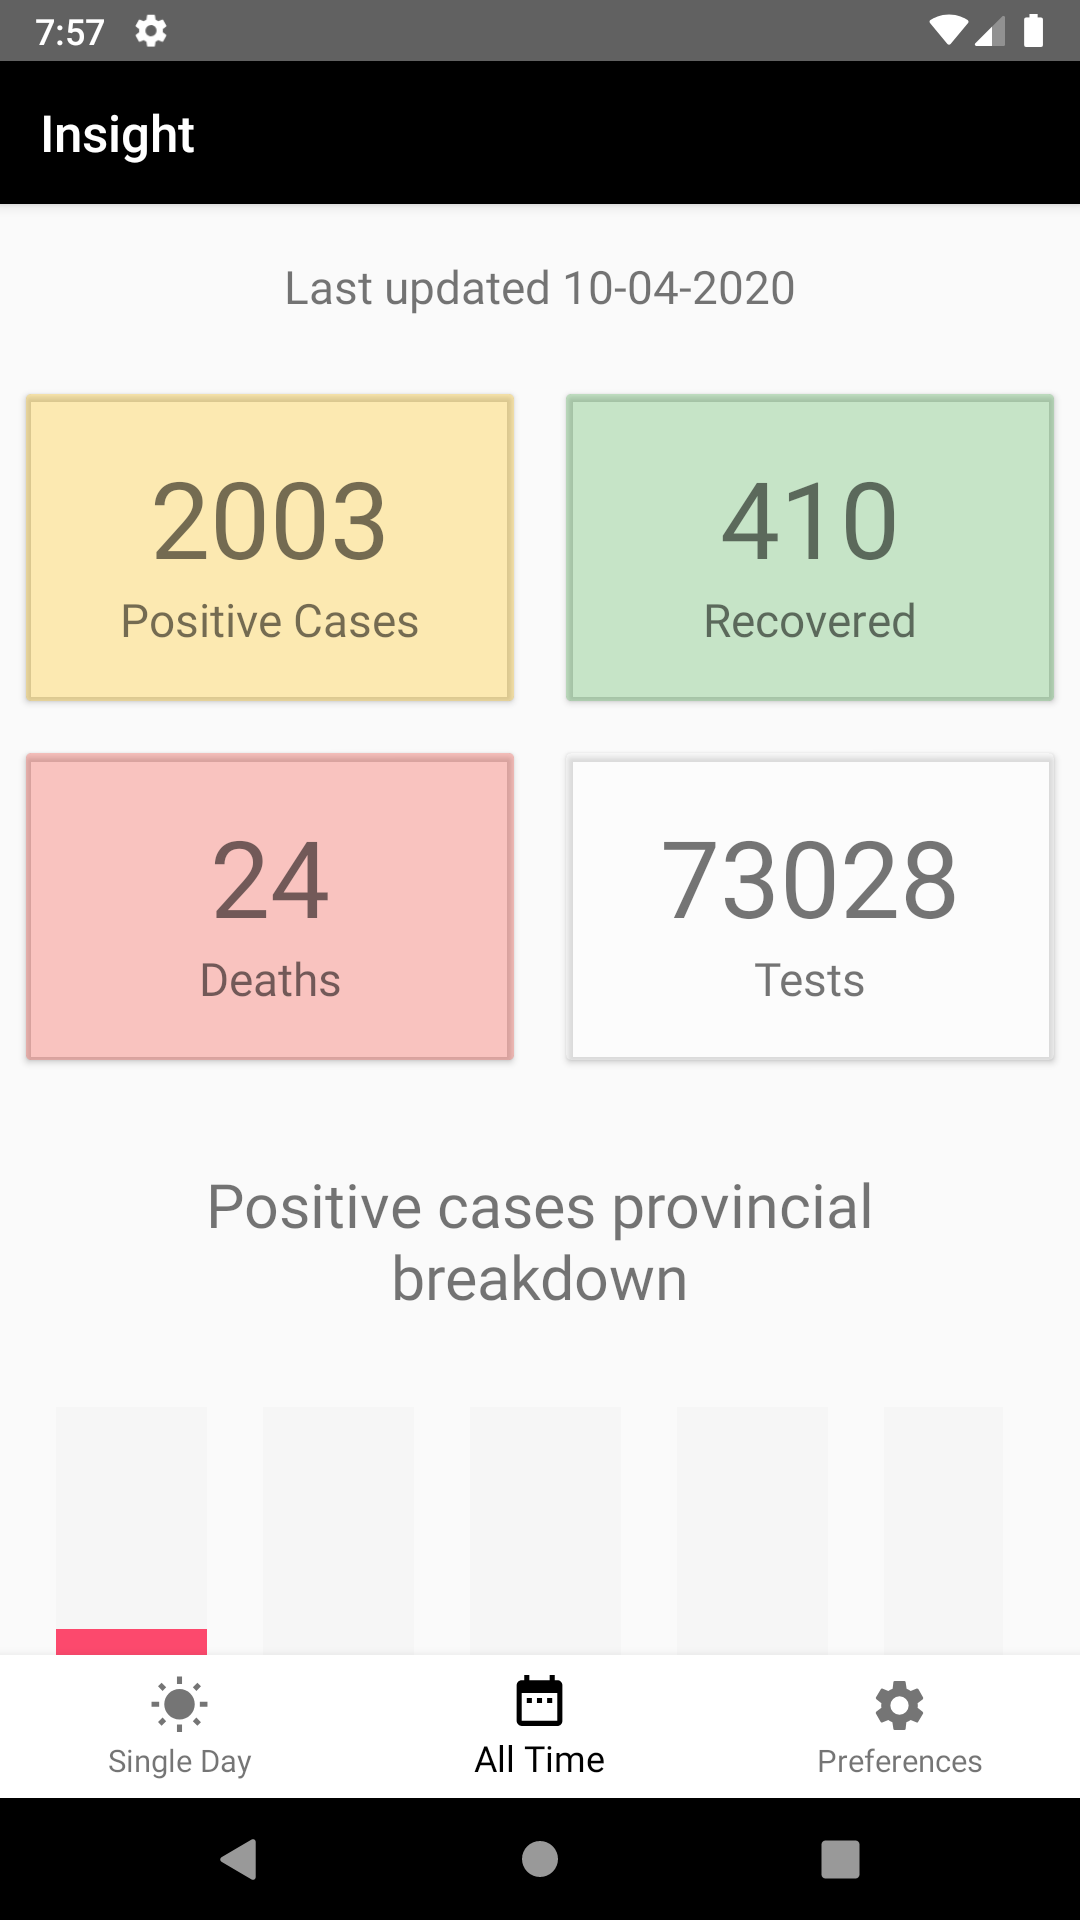 7:57
Insight
Last updated 10-04-2020
2003
Positive Cases
410
Recovered
24
Deaths
73028
Tests
Positive cases provincial
breakdown
Single Day
All Time
Preferences